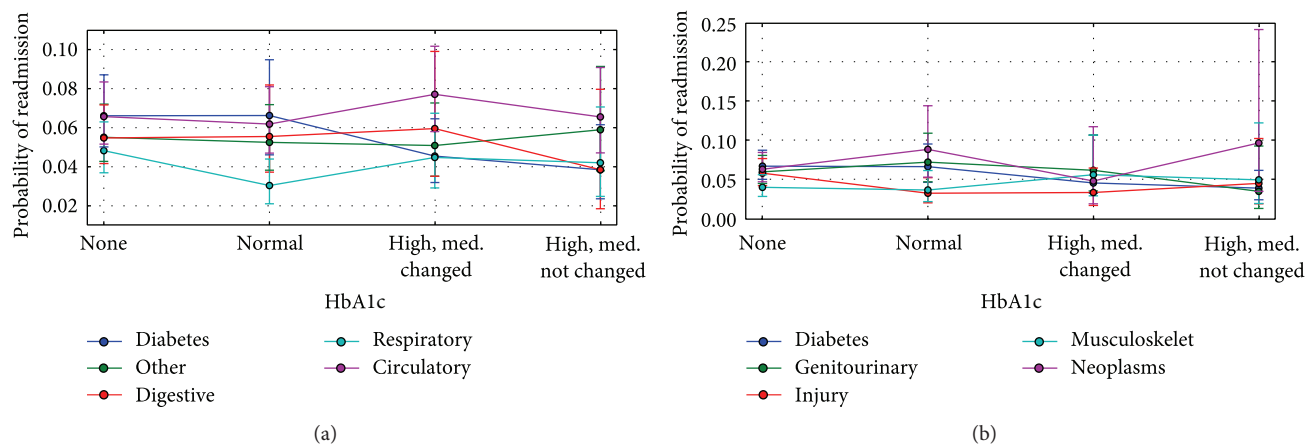 Probability of readmission
0.10
0.08
0.06
0.04
0.02
None
Normal
High, med.
changed
High, med.
not changed
HbA1c
Diabetes
Other
Digestive
Respiratory
Circulatory
(a)
Probability of readmission
0.25
0.20
0.15
0.10
0.05
0.00
None
Normal
High, med.
changed
High, med.
not changed
HbA1c
Diabetes
Genitourinary
Injury
Musculoskelet
Neoplasms
(b)